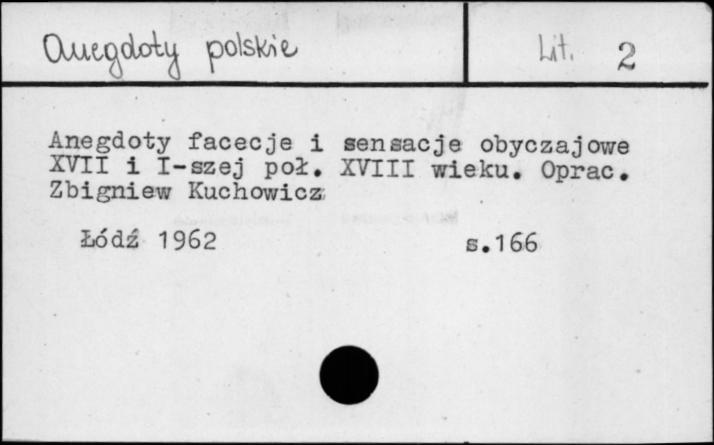 Anegdoty polskie
Lit. 2
Anegdoty facecje i sensacje obyczajowe
XVII i I-szej poł. XVIII wieku. Oprac.
Zbigniew Kuchowicz
Łódź 1962 s.166